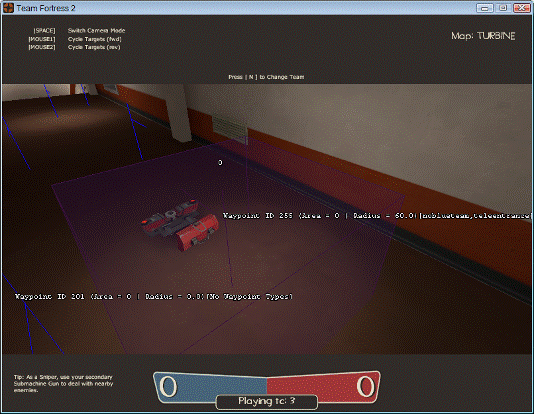 Team Fortress 2
[SPACE] Switch Camera Mode
[MOUSE1] Cycle Targets (fwd)
[MOUSE2] Cycle Targets (rev)
Map: TURBINE
Press [ N ] to Change Team
0
Waypoint ID 255 (Area = 0 | Radius = 60.0)[noblueteam,teleentrance]
Waypoint ID 201 (Area = 0 | Radius = 0.0)[No Waypoint Types]
Tip: As a Sniper, use your secondary
Submachine Gun to deal with nearby
enemies.
0 0
Playing to: 3